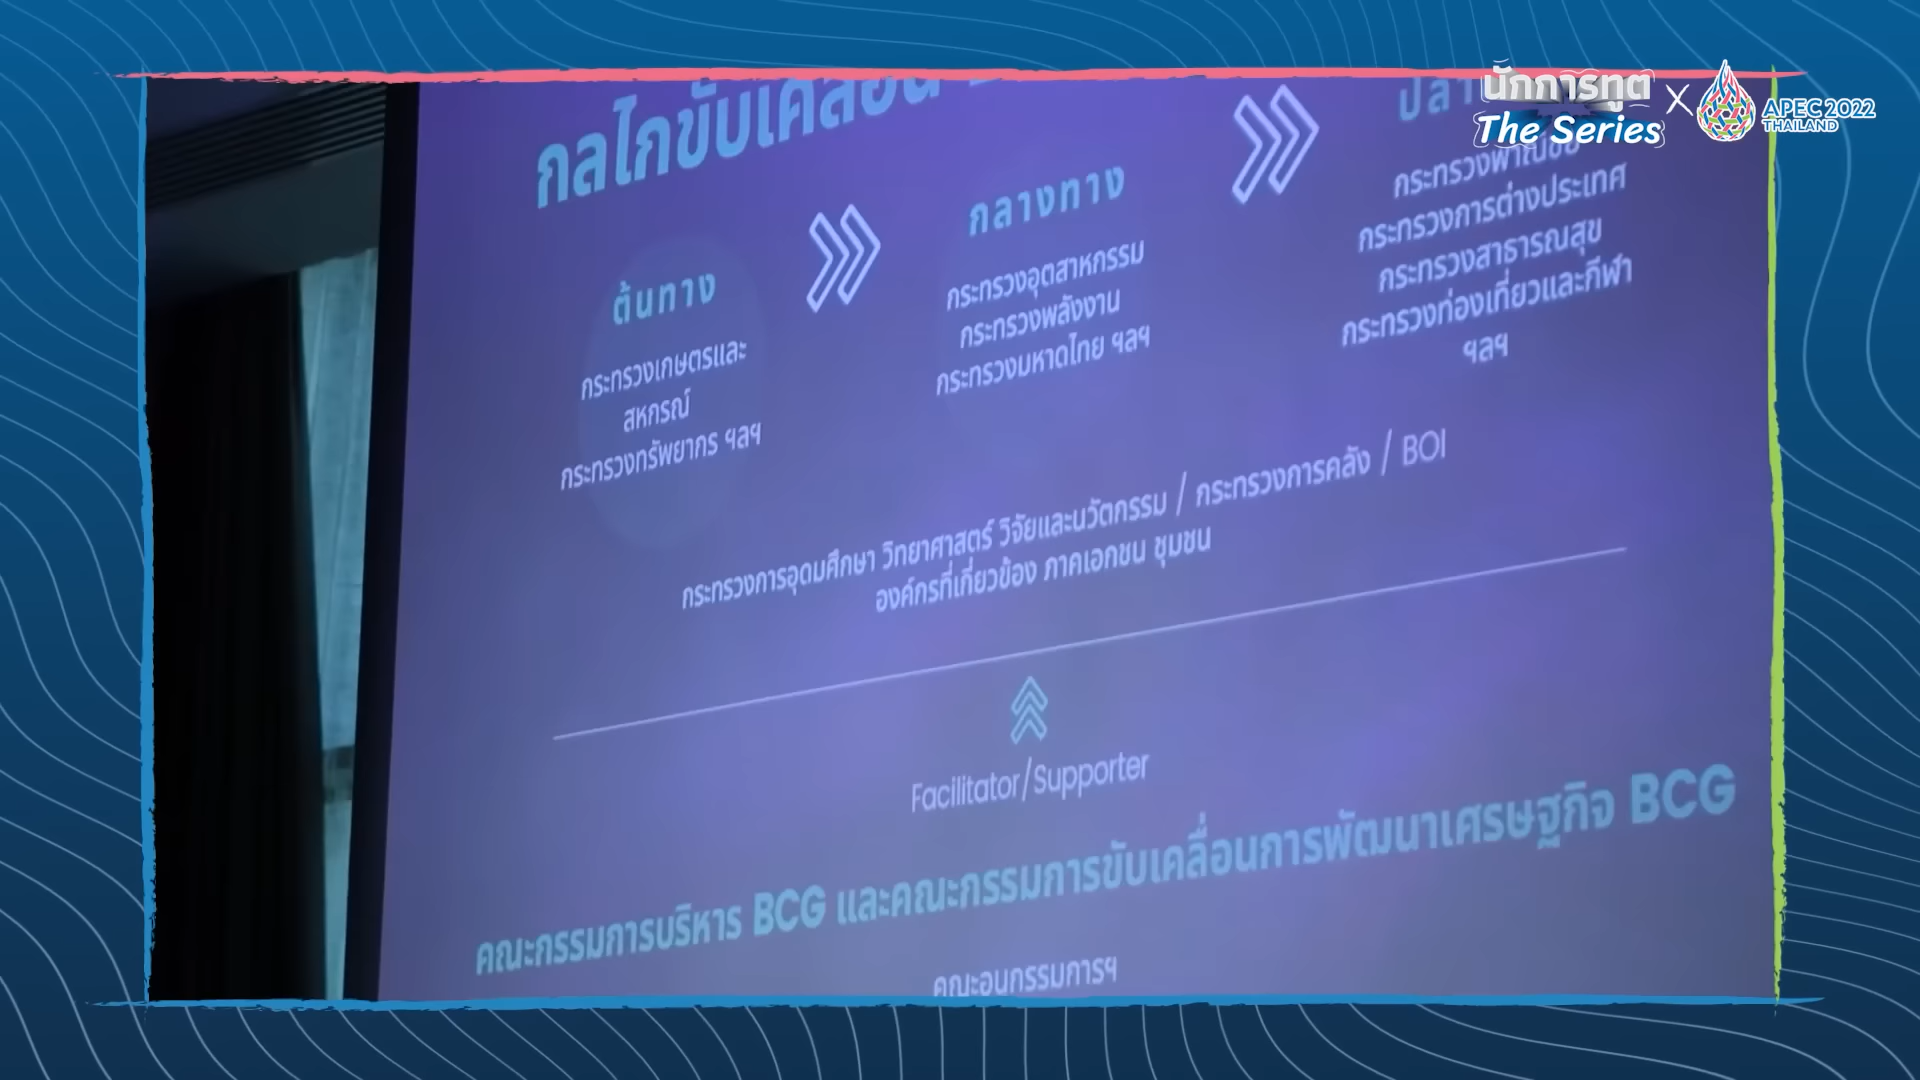 นักการทูต
The Series
X
APEC 2022
THAILAND
กลไกขับเคลื่อน
ต้นทาง
กระทรวงเกษตรและ
สหกรณ์
กระทรวงทรัพยากร ฯลฯ
กลางทาง
กระทรวงอุตสาหกรรม
กระทรวงพลังงาน
กระทรวงมหาดไทย ฯลฯ
กระทรวงพาณิชย์
กระทรวงการต่างประเทศ
กระทรวงสาธารณสุข
กระทรวงท่องเที่ยวและกีฬา
ฯลฯ
กระทรวงการอุดมศึกษา วิทยาศาสตร์ วิจัยและนวัตกรรม / กระทรวงการคลัง / BOI
องค์กรที่เกี่ยวข้อง ภาคเอกชน ชุมชน
Facilitator/Supporter
คณะกรรมการบริหาร BCG และคณะกรรมการขับเคลื่อนการพัฒนาเศรษฐกิจ BCG
คณะอนุกรรมการฯ